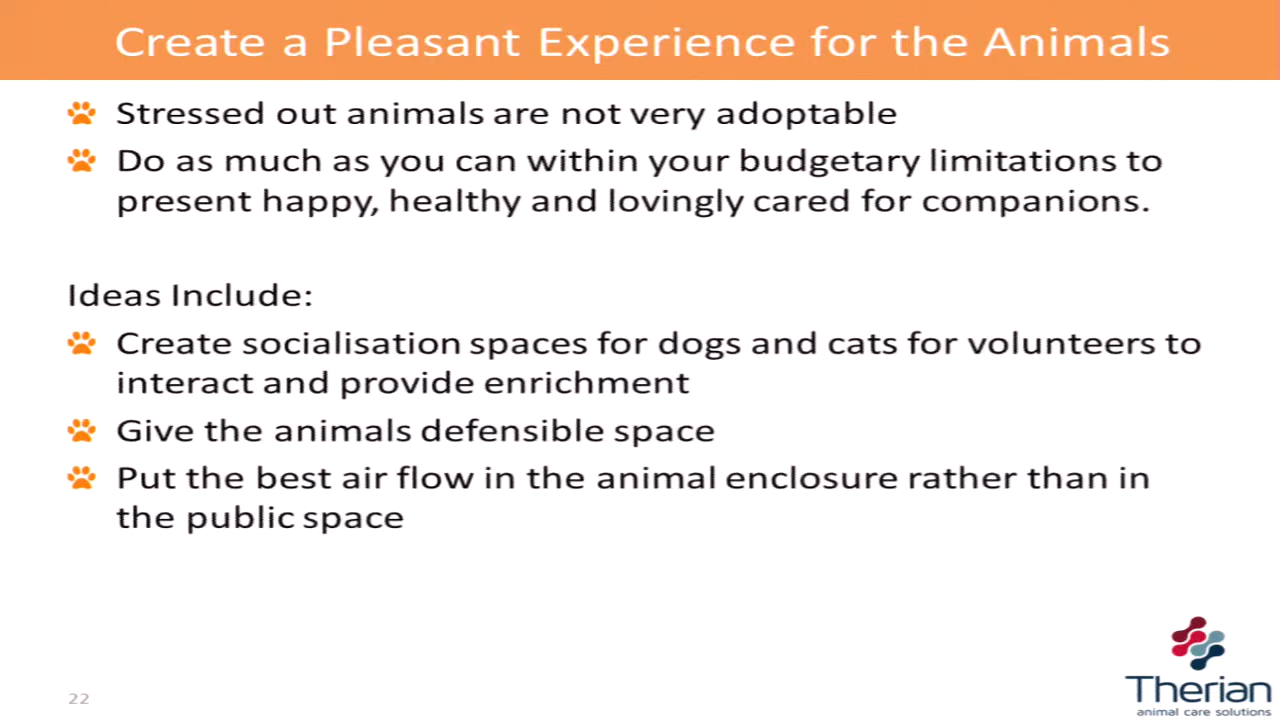 Create a Pleasant Experience for the Animals
Stressed out animals are not very adoptable
Do as much as you can within your budgetary limitations to
present happy, healthy and lovingly cared for companions.
Ideas Include:
Create socialisation spaces for dogs and cats for volunteers to
interact and provide enrichment
Give the animals defensible space
Put the best air flow in the animal enclosure rather than in
the public space
22
Therian
animal care solutions